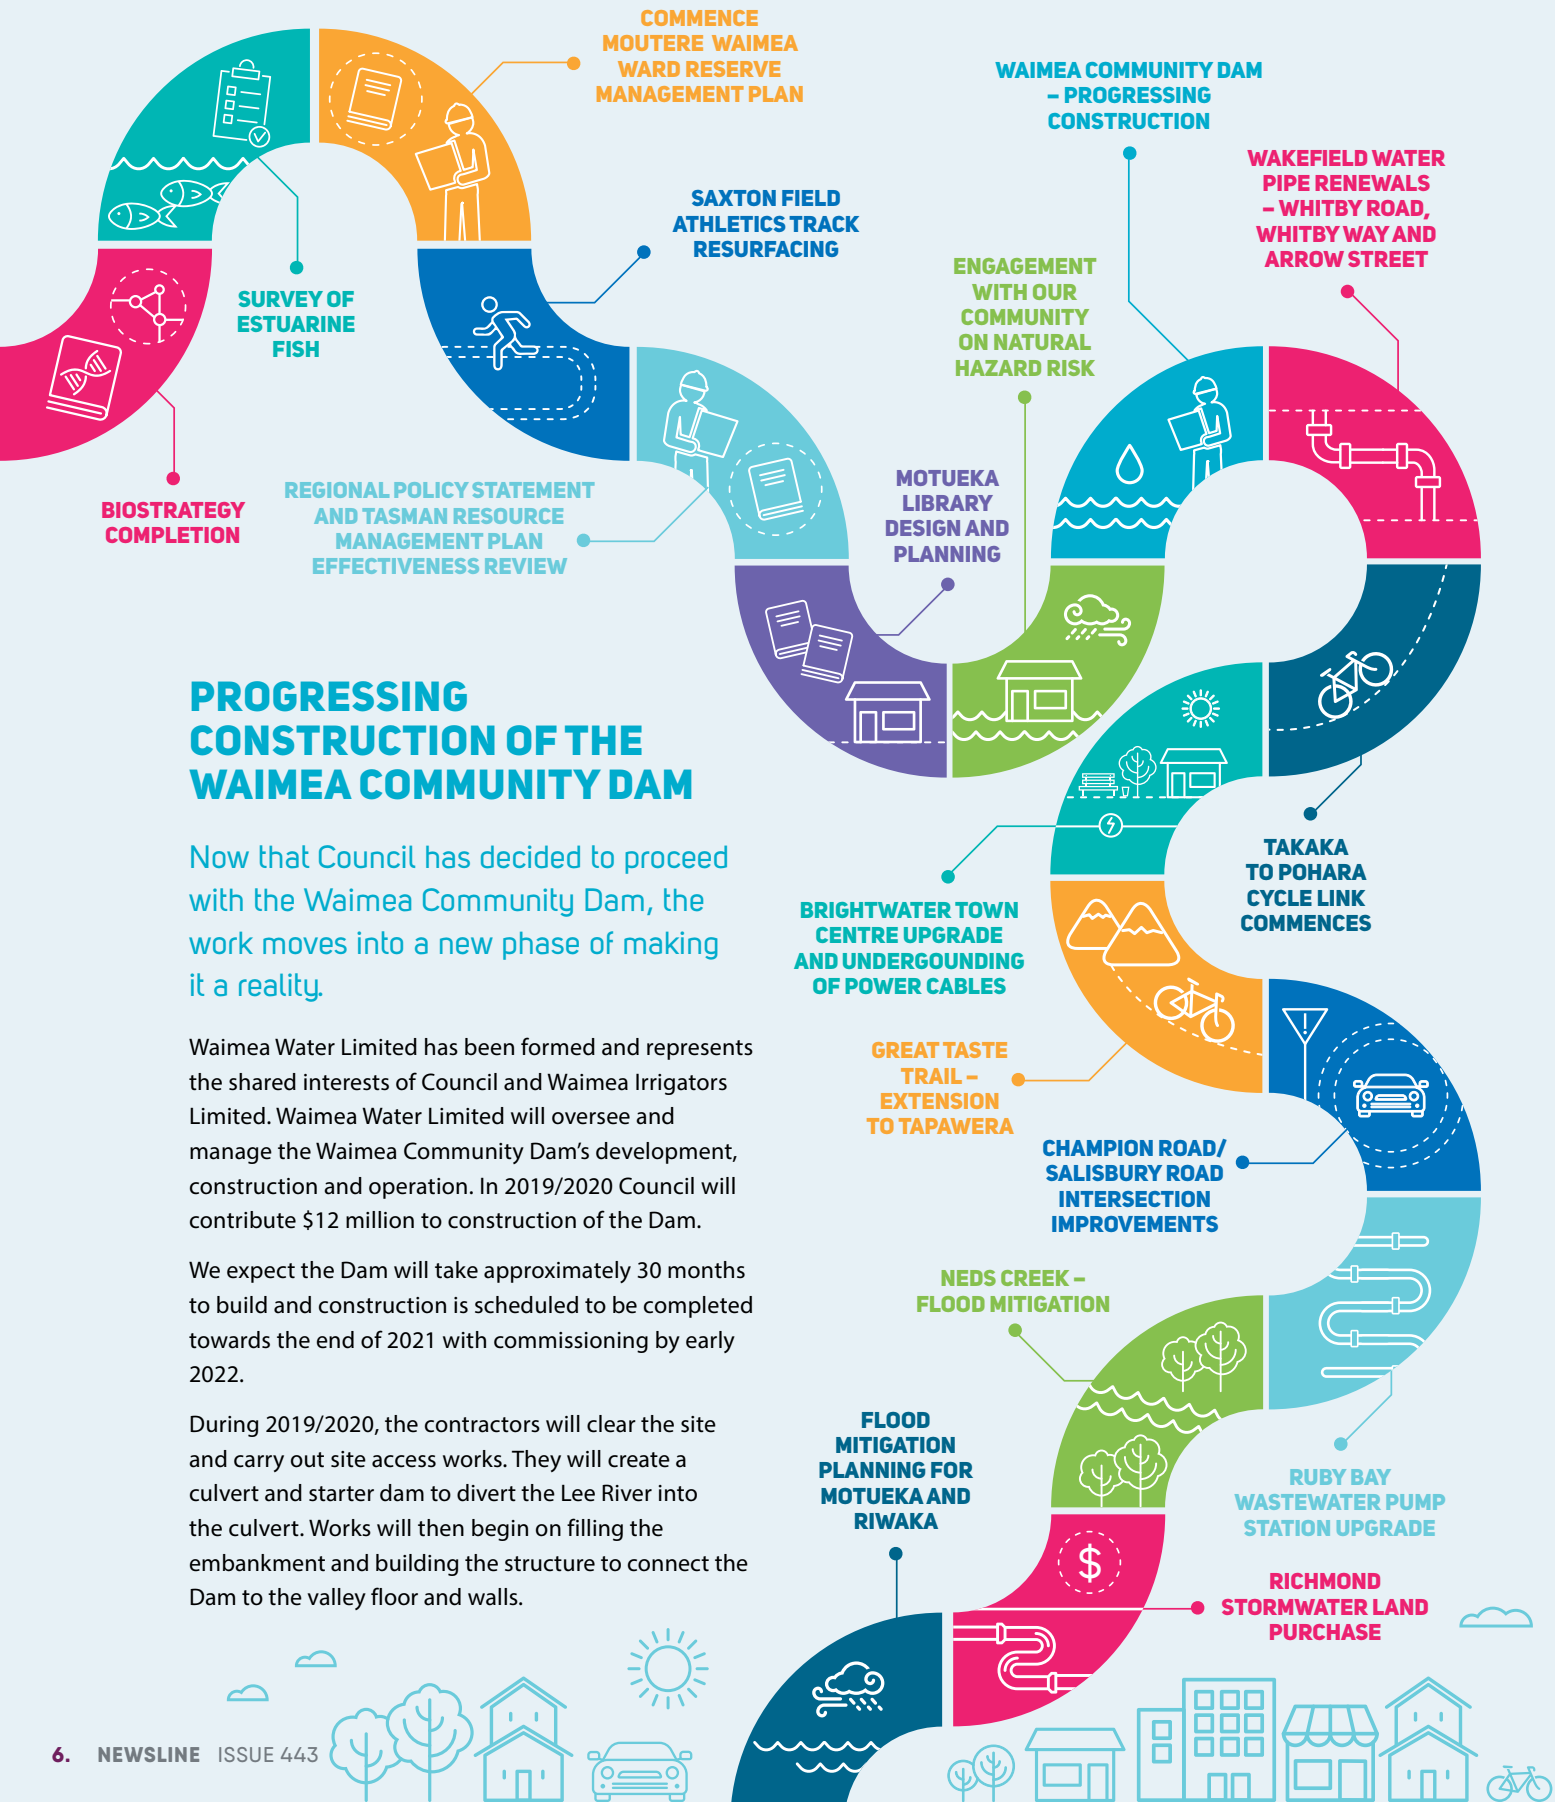 COMMENCE
MOUTERE WAIMEA
WARD RESERVE
MANAGEMENT PLAN
WAIMEA COMMUNITY DAM
– PROGRESSING
CONSTRUCTION
WAKEFIELD WATER
PIPE RENEWALS
– WHITBY ROAD,
WHITBY WAY AND
ARROW STREET
SAXTON FIELD
ATHLETICS TRACK
RESURFACING
ENGAGEMENT
WITH OUR
COMMUNITY
ON NATURAL
HAZARD RISK
SURVEY OF
ESTUARINE
FISH
BIOSTRATEGY
COMPLETION
REGIONAL POLICY STATEMENT
AND TASMAN RESOURCE
MANAGEMENT PLAN
EFFECTIVENESS REVIEW
MOTUEKA
LIBRARY
DESIGN AND
PLANNING
PROGRESSING
CONSTRUCTION OF THE
WAIMEA COMMUNITY DAM
Now that Council has decided to proceed
with the Waimea Community Dam, the
work moves into a new phase of making
it a reality.
Waimea Water Limited has been formed and represents
the shared interests of Council and Waimea Irrigators
Limited. Waimea Water Limited will oversee and
manage the Waimea Community Dam’s development,
construction and operation. In 2019/2020 Council will
contribute $12 million to construction of the Dam.
We expect the Dam will take approximately 30 months
to build and construction is scheduled to be completed
towards the end of 2021 with commissioning by early
2022.
During 2019/2020, the contractors will clear the site
and carry out site access works. They will create a
culvert and starter dam to divert the Lee River into
the culvert. Works will then begin on filling the
embankment and building the structure to connect the
Dam to the valley floor and walls.
TAKAKA
TO POHARA
CYCLE LINK
COMMENCES
BRIGHTWATER TOWN
CENTRE UPGRADE
AND UNDERGOUNDING
OF POWER CABLES
GREAT TASTE
TRAIL –
EXTENSION
TO TAPAWERA
CHAMPION ROAD/
SALISBURY ROAD
INTERSECTION
IMPROVEMENTS
NEDS CREEK –
FLOOD MITIGATION
FLOOD
MITIGATION
PLANNING FOR
MOTUEKA AND
RIWAKA
RUBY BAY
WASTEWATER PUMP
STATION UPGRADE
$
RICHMOND
STORMWATER LAND
PURCHASE
6. NEWSLINE ISSUE 443